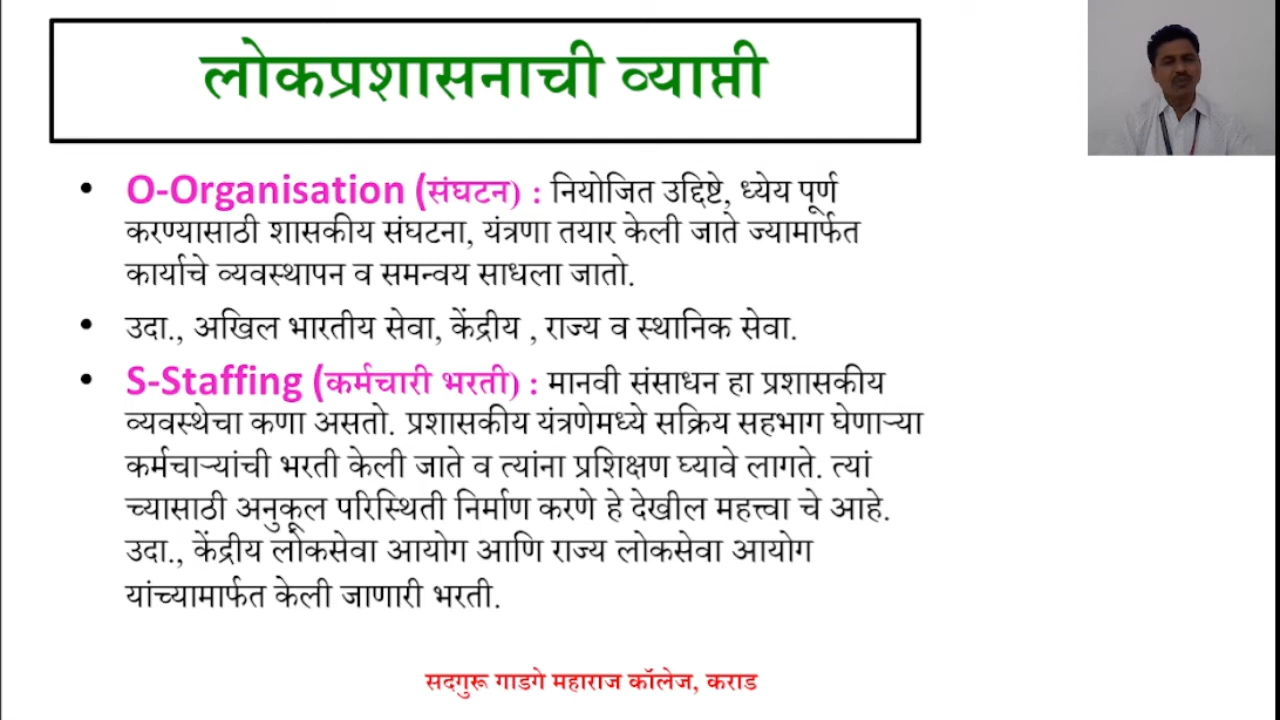 लोकप्रशासनाची व्याप्ती
• O-Organisation (संघटन) : नियोजित उद्दिष्टे, ध्येय पूर्ण
करण्यासाठी शासकीय संघटना, यंत्रणा तयार केली जाते ज्यामार्फत
कार्याचे व्यवस्थापन व समन्वय साधला जातो.
• उदा., अखिल भारतीय सेवा, केंद्रीय , राज्य व स्थानिक सेवा.
• S-Staffing (कर्मचारी भरती) : मानवी संसाधन हा प्रशासकीय
व्यवस्थेचा कणा असतो. प्रशासकीय यंत्रणेमध्ये सक्रिय सहभाग घेणाऱ्या
कर्मचाऱ्यांची भरती केली जाते व त्यांना प्रशिक्षण घ्यावे लागते. त्यां
च्यासाठी अनुकूल परिस्थिती निर्माण करणे हे देखील महत्त्वा चे आहे.
उदा., केंद्रीय लोकसेवा आयोग आणि राज्य लोकसेवा आयोग
यांच्यामार्फत केली जाणारी भरती.
सदगुरू गाडगे महाराज कॉलेज, कराड